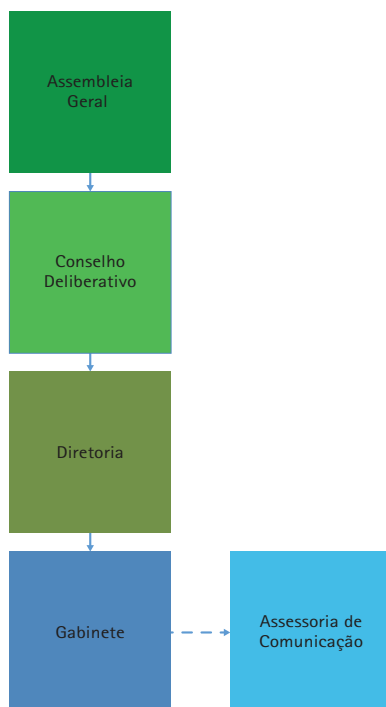 Assembleia
Geral
Conselho
Deliberativo
Diretoria
Gabinete
Assessoria de
Comunicação